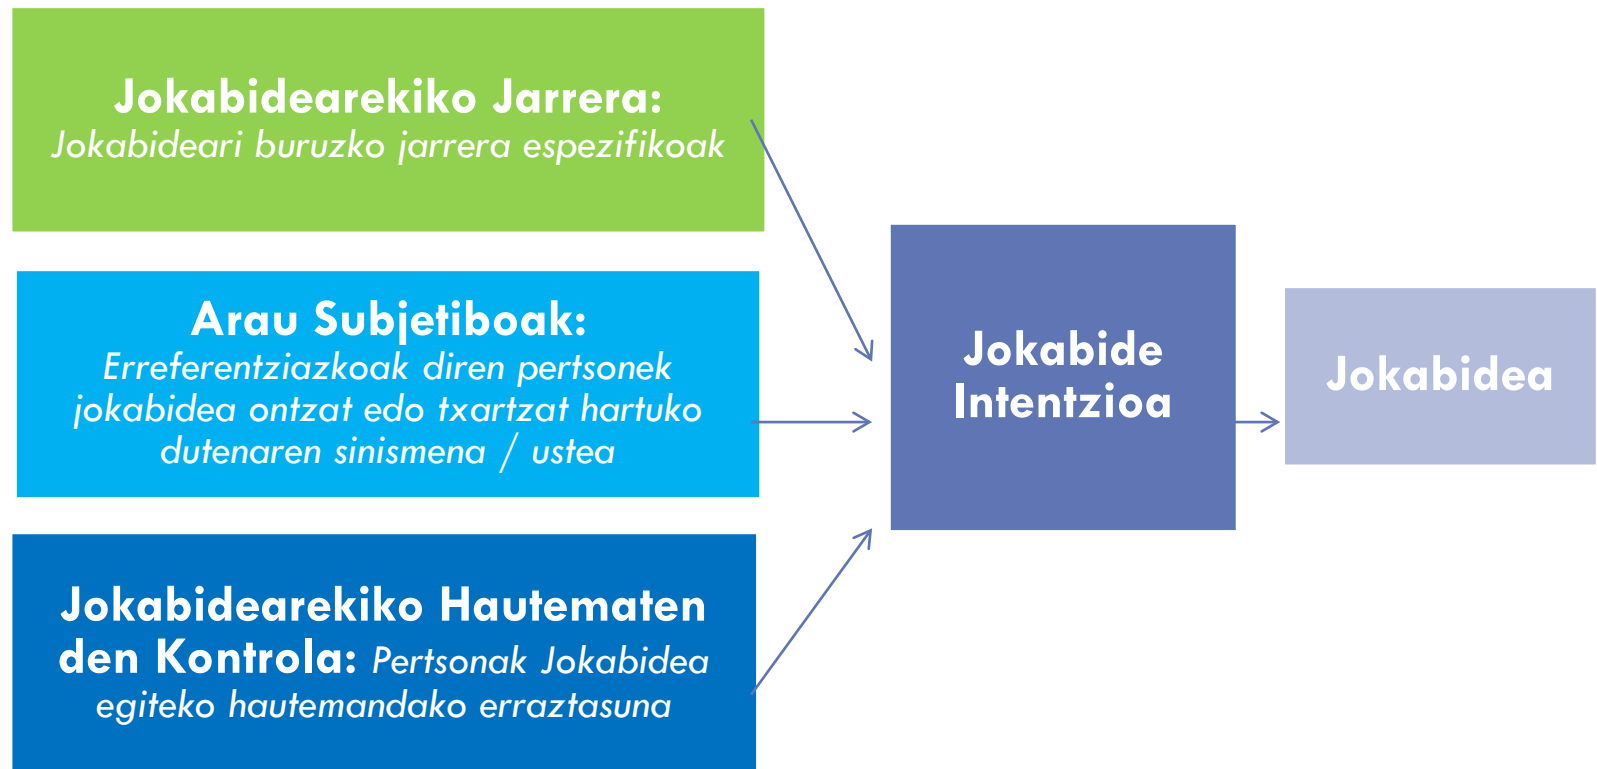 Jokabidearekiko Jarrera:
Jokabideari buruzko jarrera espezifikoak
Arau Subjetiboak:
Erreferentziazkoak diren pertsonek
jokabidea ontzat edo txartzat hartuko
dutenaren sinismena / ustea
Jokabidearekiko Hautematen
den Kontrola: Pertsonak Jokabidea
egiteko hautemandako erraztasuna
Jokabide
Intentzioa
Jokabidea